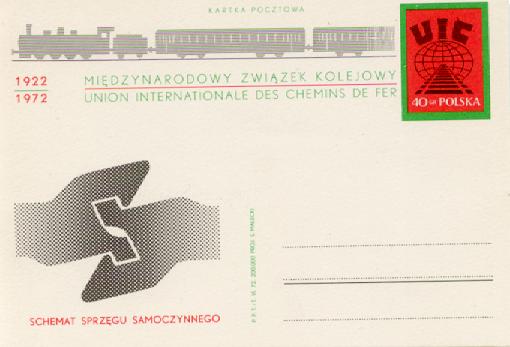 KARTKA POCZTOWA
UIC
40 GR POLSKA
1922
1972
MIĘDZYNARODOWY ZWIĄZEK KOLEJOWY
UNION INTERNATIONALE DES CHEMINS DE FER
SCHEMAT SPRZĘGU SAMOCZYNNEGO